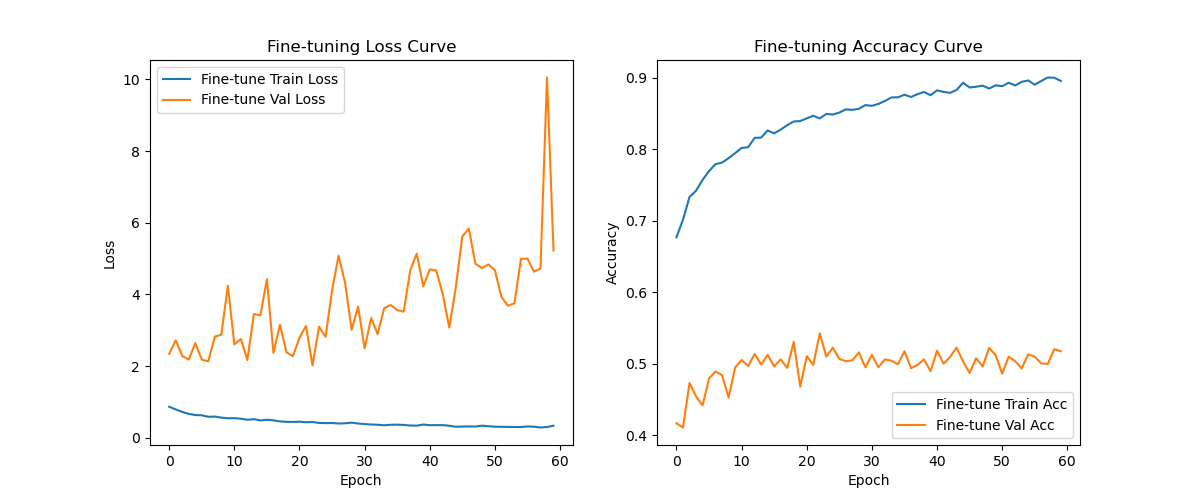 Fine-tuning Loss Curve
Fine-tune Train Loss
Fine-tune Val Loss
10
8
6
4
2
0
Loss
0 10 20 30 40 50 60
Epoch
Fine-tuning Accuracy Curve
0.9
0.8
0.7
0.6
0.5
0.4
Accuracy
Fine-tune Train Acc
Fine-tune Val Acc
0 10 20 30 40 50 60
Epoch